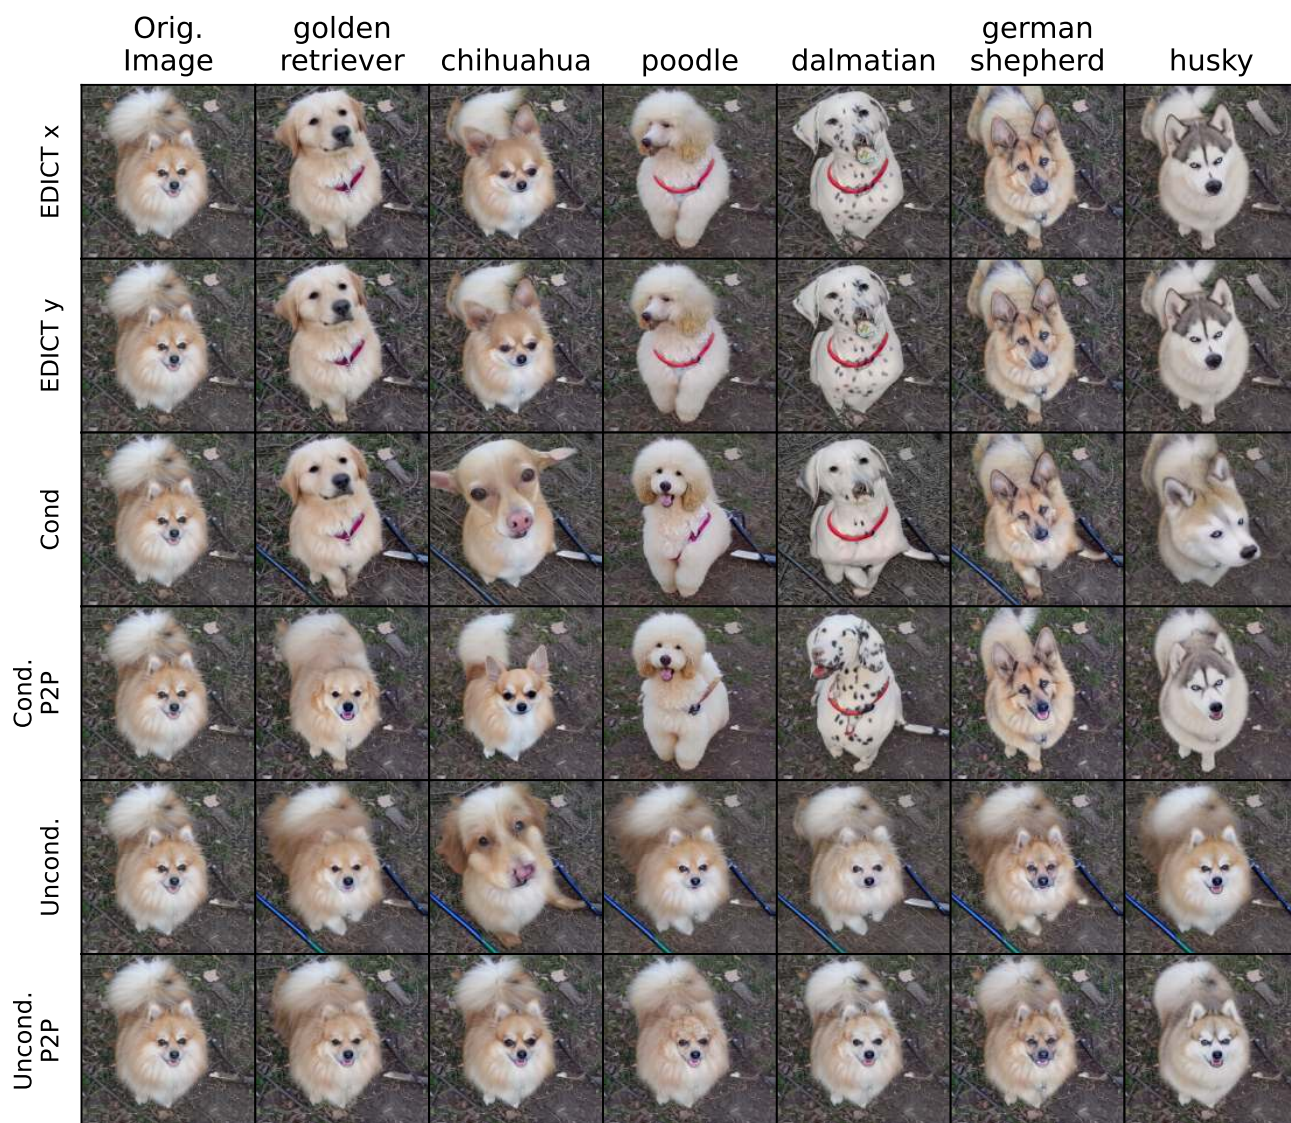 Orig.
Image
golden
retriever
chihuahua
poodle
dalmatian
german
shepherd
husky
EDICT x
EDICT y
Cond
Cond.
P2P
Uncond.
Uncond.
P2P